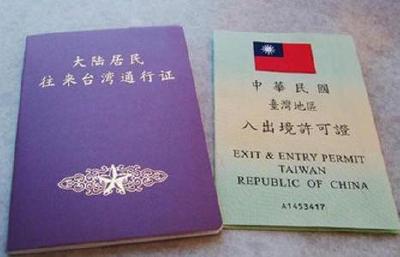 大陆居民
往来台湾通行证
中華民國
臺灣地區
入出境許可證
EXIT & ENTRY PERMIT
TAIWAN
REPUBLIC OF CHINA
A1453417